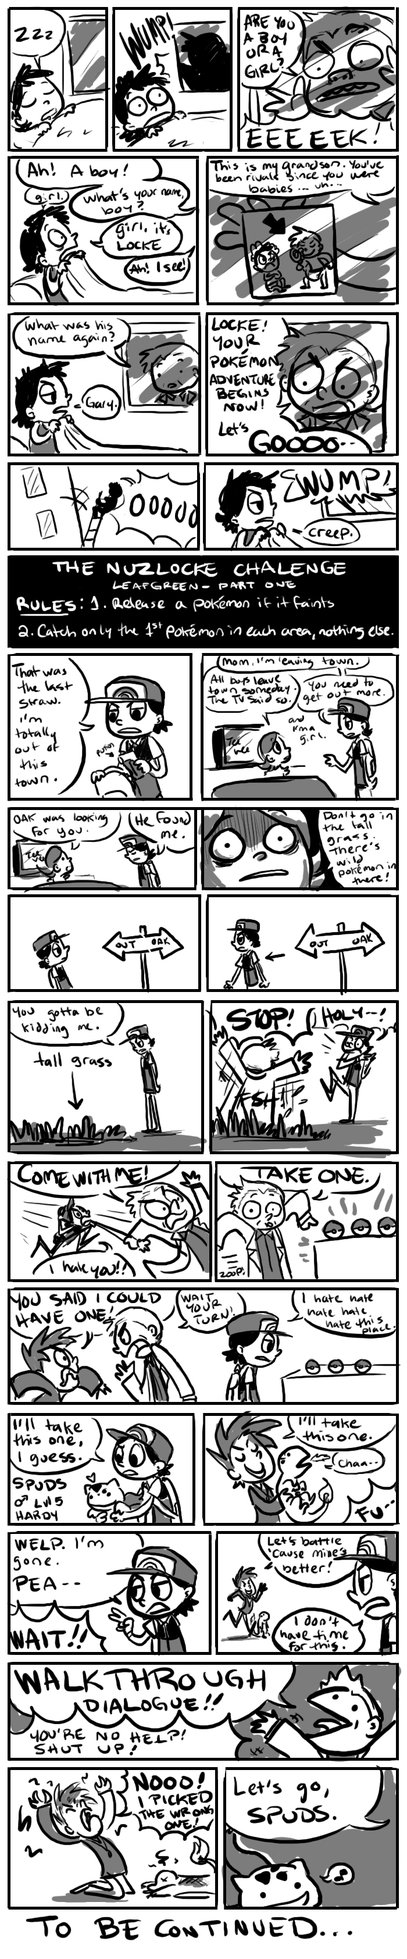 ZZZ
WUMP!
ARE YOU
A BOY
OR A
GIRL?
EEEEEK!
Ah! A boy!
girl.
What's your name,
boy?
girl, it's
LOCKE
Ah! I see!
This is my grandson. You've
been rivals since you were
babies... uh...
What was his
name again?
Gary.
LOCKE!
YOUR
POKÉMON
ADVENTURE
BEGINS
NOW!
Let's
GOOOO--
OOOUU
WUMP!
creep.
THE NUZLOCKE CHALENGE
LEAFGREEN- PART ONE
RULES: 1. Release a pokémon if it faints
2. Catch only the 1st pokémon in each area, nothing else.
That was
the last
straw.
I'm
totally
out of
this
town.
Mom, I'm leaving town.
All boys leave
town someday.
The TV said so.
You need to
get out more.
and
I'm a
girl.
OAK was looking
for you.
He found
me.
Don't go in
the tall
grass.
There's
wild
pokémon in
there!
OUT OAK
OUT OAK
You gotta be
kidding me.
tall grass
STOP!
HOLY--!
COME WITH ME!
I hate you!!
TAKE ONE.
ZOOP.
YOU SAID I COULD
HAVE ONE!
WAIT
YOUR
TURN!
I hate hate
hate hate
hate this
place.
I'll take
this one,
I guess.
SPUDS
♂ LVL 5
HARDY
I'll take
this one.
Chaa--
FU--
WELP. I'm
gone.
PEA--
WAIT!!
Let's battle
'cause mine's
better!
I don't
have time
for this.
WALKTHROUGH
DIALOGUE!!
YOU'RE NO HELP!
SHUT UP!
NOOO!
I PICKED
THE WRONG
ONE!
Let's go,
SPUDS.
TO BE CONTINUED...